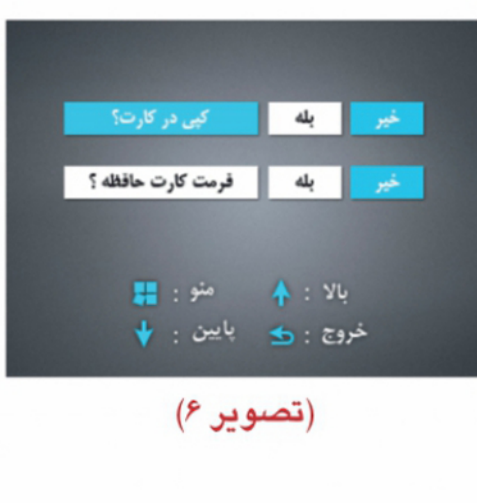 کپی در کارت؟ بله خیر
فرمت کارت حافظه ؟ بله خیر
بالا : منو :
خروج : پایین :
(تصویر ۶)